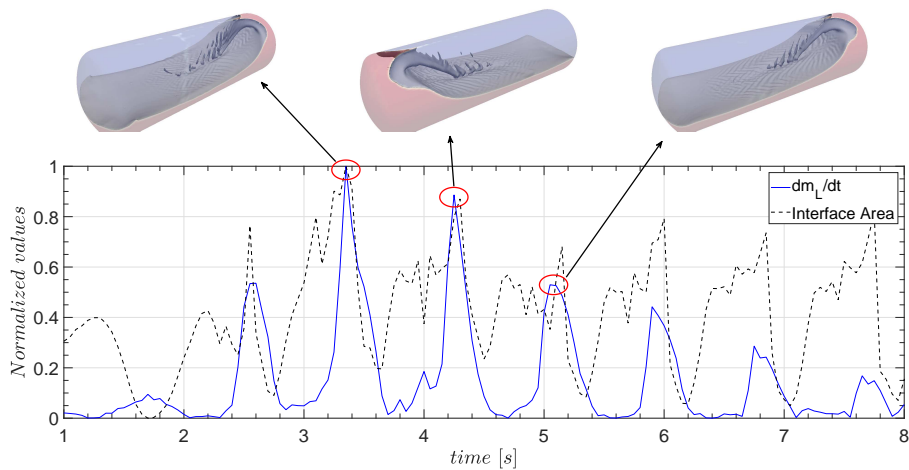 Normalized values
1
0.8
0.6
0.4
0.2
0
dm_L/dt
Interface Area
1 2 3 4 5 6 7 8
time [s]